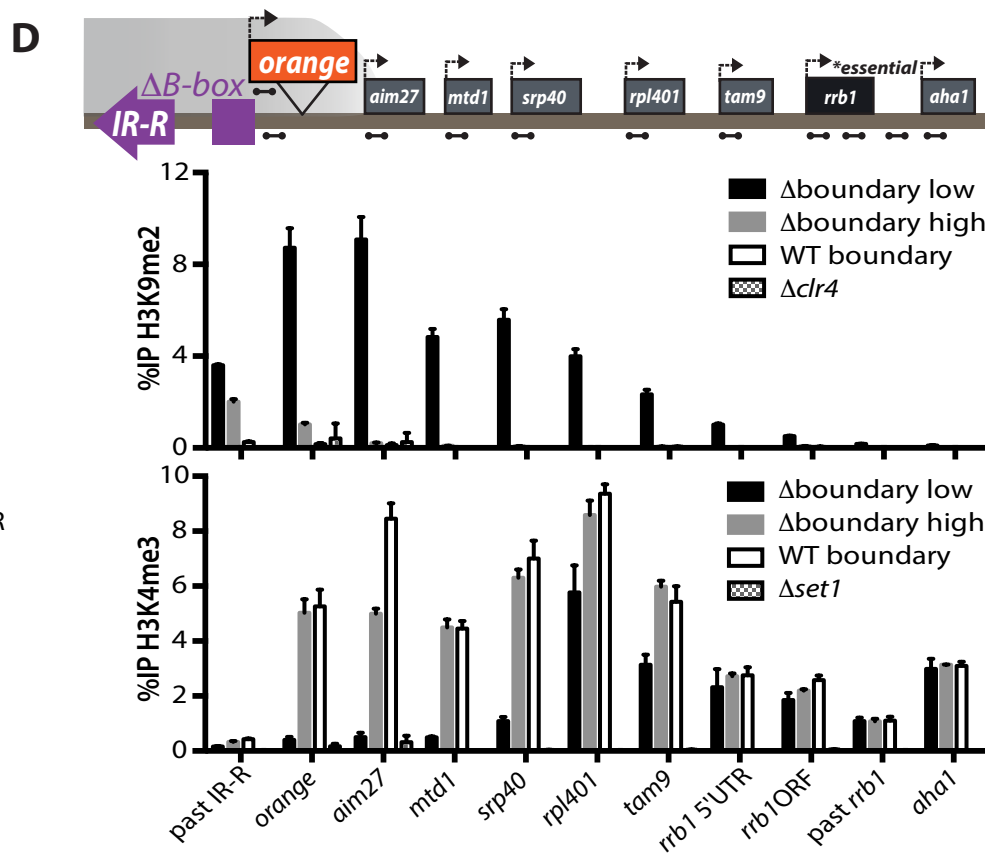 D
orange
ΔB-box
IR-R
aim27
mtd1
srp40
rpl401
tam9
*essential
rrb1
aha1
%IP H3K9me2
12
8
4
0
Δboundary low
Δboundary high
WT boundary
Δclr4
R
%IP H3K4me3
10
8
6
4
2
0
Δboundary low
Δboundary high
WT boundary
Δset1
past IR-R
orange
aim27
mtd1
srp40
rpl401
tam9
rrb1 5'UTR
rrb1ORF
past rrb1
aha1